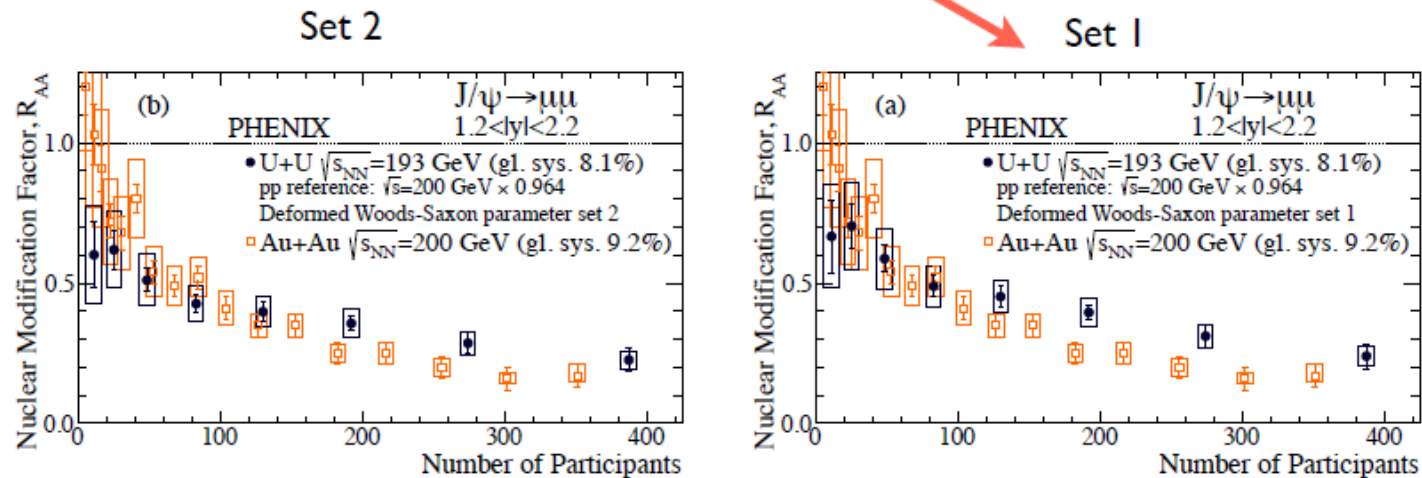 Set 2
Nuclear Modification Factor, R_AA
(b)
J/ψ→μμ
PHENIX
1.2<|y|<2.2
U+U √s_NN=193 GeV (gl. sys. 8.1%)
pp reference: √s=200 GeV × 0.964
Deformed Woods-Saxon parameter set 2
Au+Au √s_NN=200 GeV (gl. sys. 9.2%)
1.0
0.5
0.0
0 100 200 300 400
Number of Participants
Set 1
Nuclear Modification Factor, R_AA
(a)
J/ψ→μμ
PHENIX
1.2<|y|<2.2
U+U √s_NN=193 GeV (gl. sys. 8.1%)
pp reference: √s=200 GeV × 0.964
Deformed Woods-Saxon parameter set 1
Au+Au √s_NN=200 GeV (gl. sys. 9.2%)
1.0
0.5
0.0
0 100 200 300 400
Number of Participants